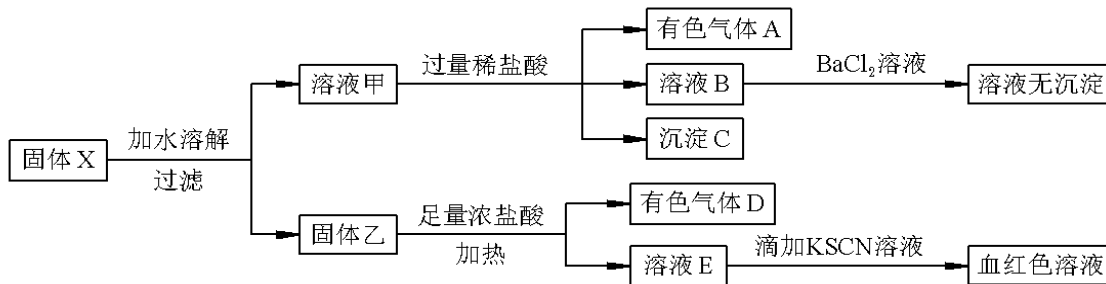 有色气体A
溶液甲
过量稀盐酸
溶液B
BaCl₂溶液
溶液无沉淀
沉淀C
固体X
加水溶解
过滤
固体乙
足量浓盐酸
加热
有色气体D
溶液E
滴加KSCN溶液
血红色溶液